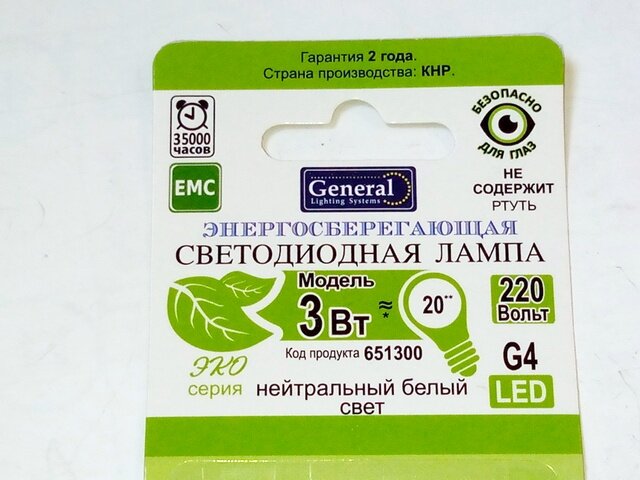 Гарантия 2 года.
Страна производства: КНР.
35000
часов
БЕЗОПАСНО
ДЛЯ ГЛАЗ
EMC
General
Lighting Systems
НЕ
СОДЕРЖИТ
РТУТЬ
ЭНЕРГОСБЕРЕГАЮЩАЯ
СВЕТОДИОДНАЯ ЛАМПА
Модель
3 Вт ≈
*
20**
220
Вольт
Код продукта 651300
G4
ЭКО
серия
нейтральный белый
свет
LED